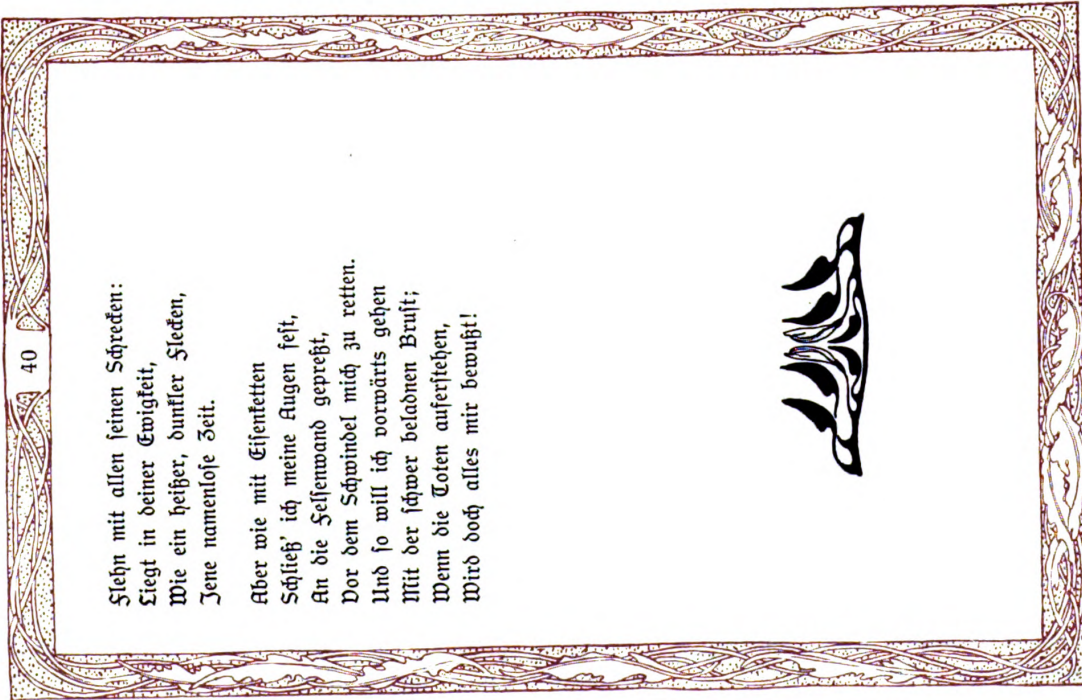 40
Flehn mit allen seinen Schrecken:
Liegt in deiner Ewigkeit,
Wie ein heißer, dunkler Flecken,
Jene namenlose Zeit.
Aber wie mit Eisenketten
Schließ' ich meine Augen fest,
An die Felsenwand gepreßt,
Vor dem Schwindel mich zu retten.
Und so will ich vorwärts gehen
Mit der schwer beladnen Brust;
Wenn die Toten auferstehen,
Wird doch alles mir bewußt!